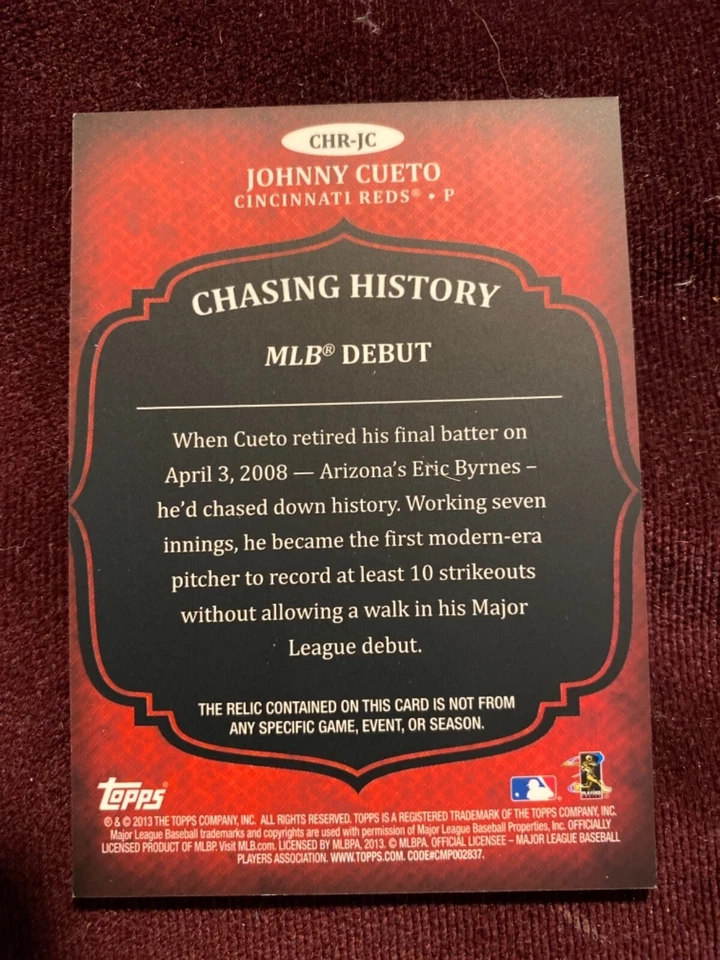 CHR-JC
JOHNNY CUETO
CINCINNATI REDS® • P
CHASING HISTORY
MLB® DEBUT
When Cueto retired his final batter on
April 3, 2008 — Arizona's Eric Byrnes –
he'd chased down history. Working seven
innings, he became the first modern-era
pitcher to record at least 10 strikeouts
without allowing a walk in his Major
League debut.
THE RELIC CONTAINED ON THIS CARD IS NOT FROM
ANY SPECIFIC GAME, EVENT, OR SEASON.
Topps®
PLAYERS
® & © 2013 THE TOPPS COMPANY, INC. ALL RIGHTS RESERVED. TOPPS IS A REGISTERED TRADEMARK OF THE TOPPS COMPANY, INC.
Major League Baseball trademarks and copyrights are used with permission of Major League Baseball Properties, Inc. OFFICIALLY
LICENSED PRODUCT OF MLBP. Visit MLB.com. LICENSED BY MLBPA, 2013. © MLBPA. OFFICIAL LICENSEE – MAJOR LEAGUE BASEBALL
PLAYERS ASSOCIATION. WWW.TOPPS.COM. CODE#CMP002837.